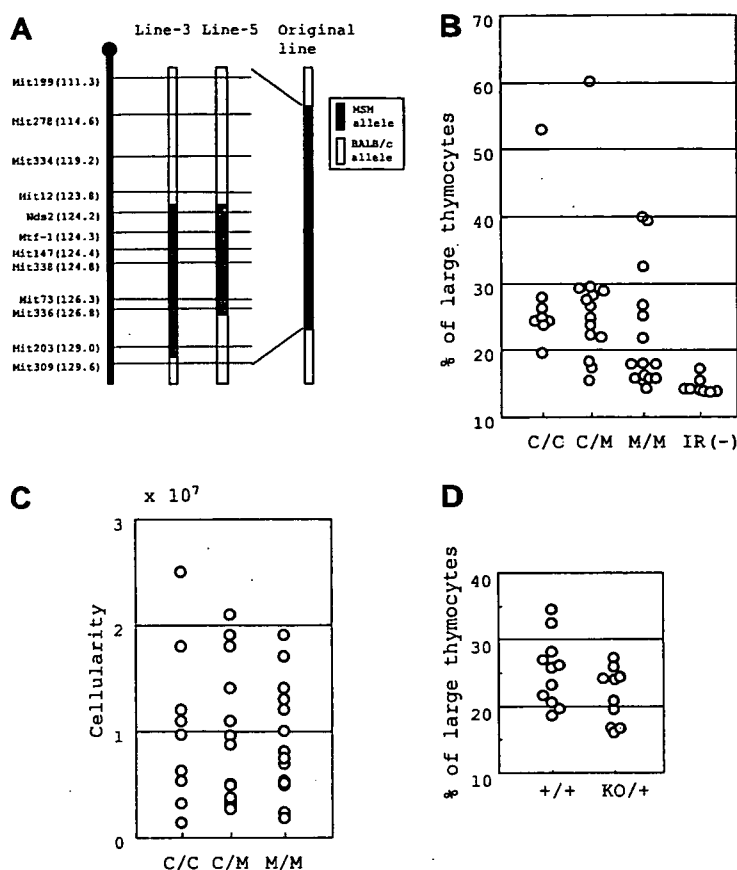 A
Line-3 Line-5 Original line
Mit199(111.3)
Mit278(114.6)
Mit334(119.2)
Mit12(123.8)
Nds2(124.2)
Mtf-1(124.3)
Mit147(124.4)
Mit338(124.8)
Mit73(126.3)
Mit336(126.8)
Mit203(129.0)
Mit309(129.6)
MSM allele
BALB/c allele
B
% of large thymocytes
70
60
50
40
30
20
10
C/C C/M M/M IR(-)
C
x 10⁷
Cellularity
3
2
1
0
C/C C/M M/M
D
% of large thymocytes
40
30
20
10
+/+ KO/+